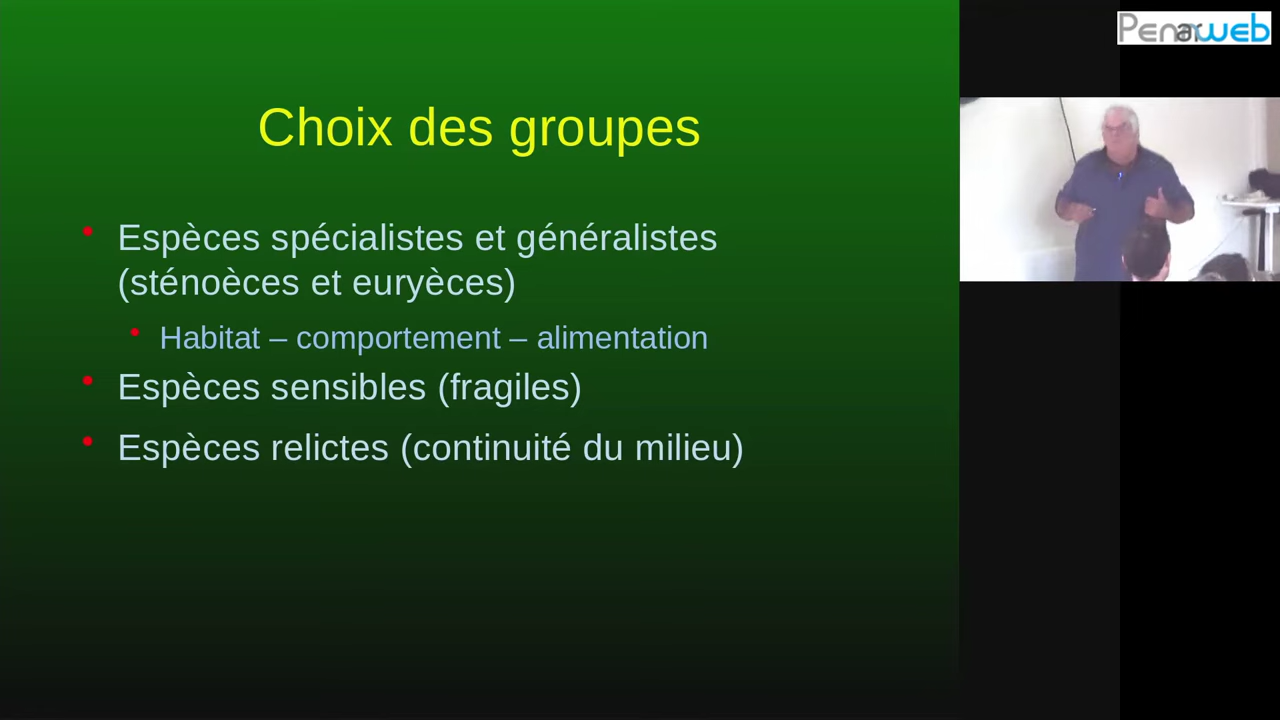 Penarweb
Choix des groupes
• Espèces spécialistes et généralistes
(sténoèces et euryèces)
• Habitat – comportement – alimentation
• Espèces sensibles (fragiles)
• Espèces relictes (continuité du milieu)